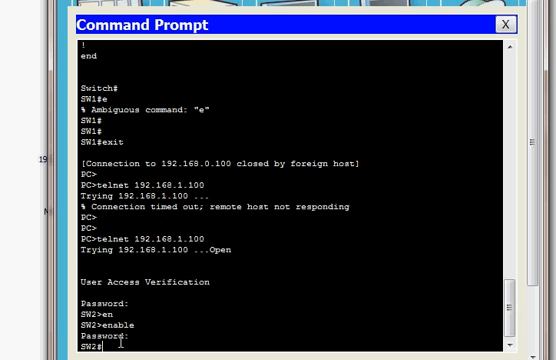 Command Prompt
X
!
end
Switch#
SW1#e
% Ambiguous command: "e"
SW1#
SW1#
SW1#exit
[Connection to 192.168.0.100 closed by foreign host]
PC>
PC>telnet 192.168.1.100
Trying 192.168.1.100 ...
% Connection timed out; remote host not responding
PC>
PC>
PC>telnet 192.168.1.100
Trying 192.168.1.100 ...Open
User Access Verification
Password:
SW2>en
SW2>enable
Password:
SW2#
19